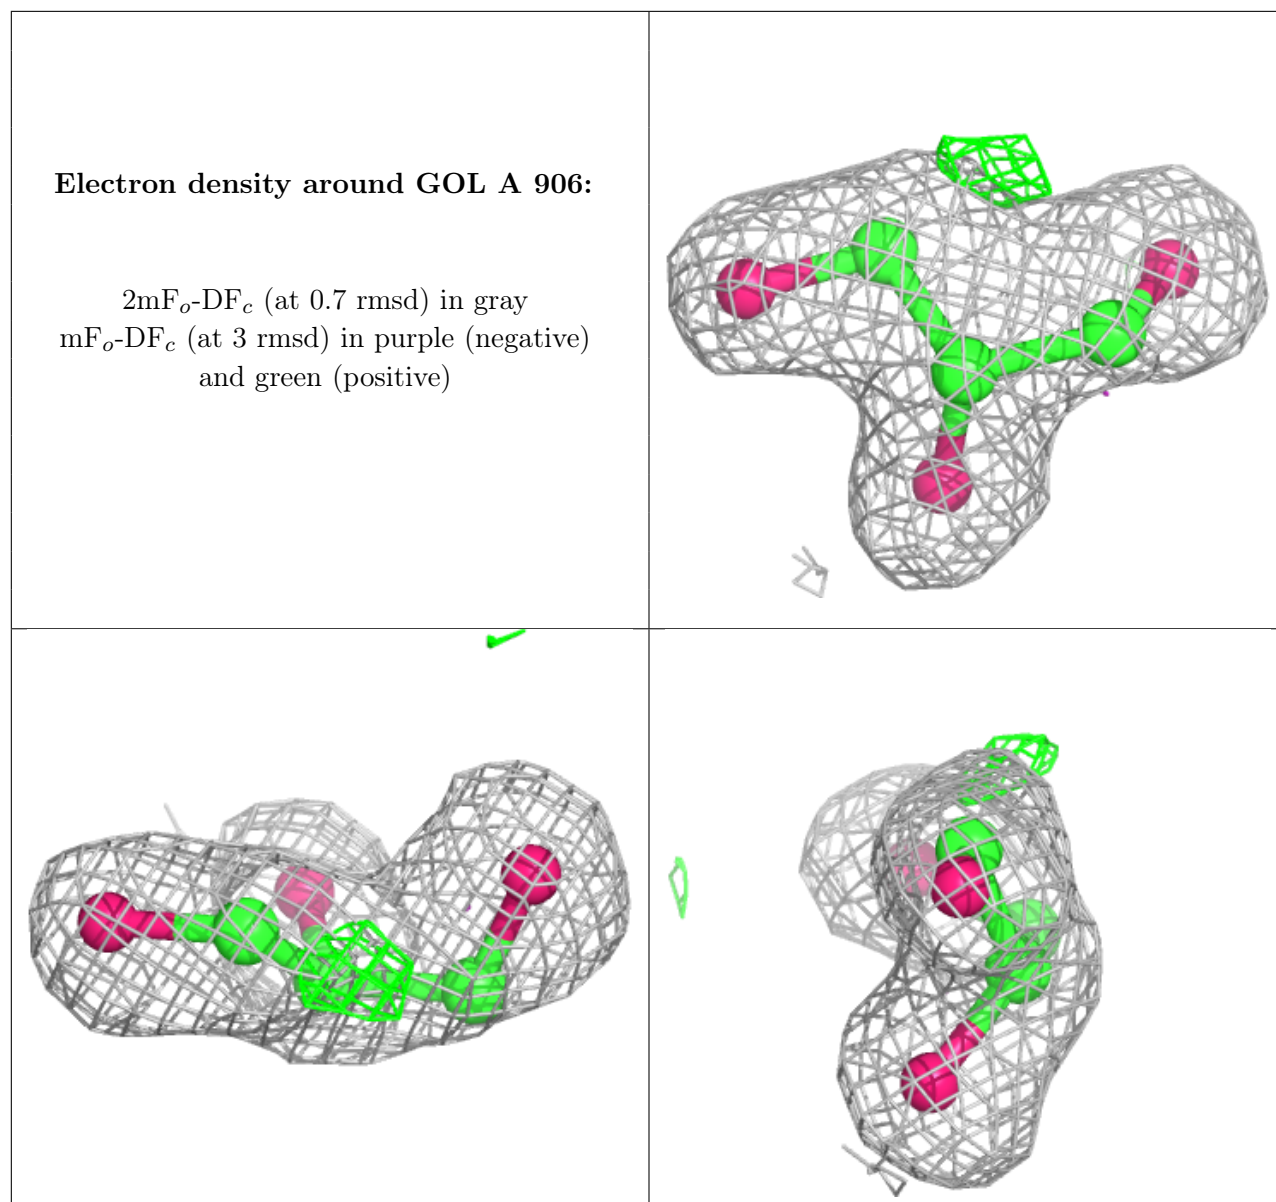 Electron density around GOL A 906:
2mFo-DFc (at 0.7 rmsd) in gray
mFo-DFc (at 3 rmsd) in purple (negative)
and green (positive)